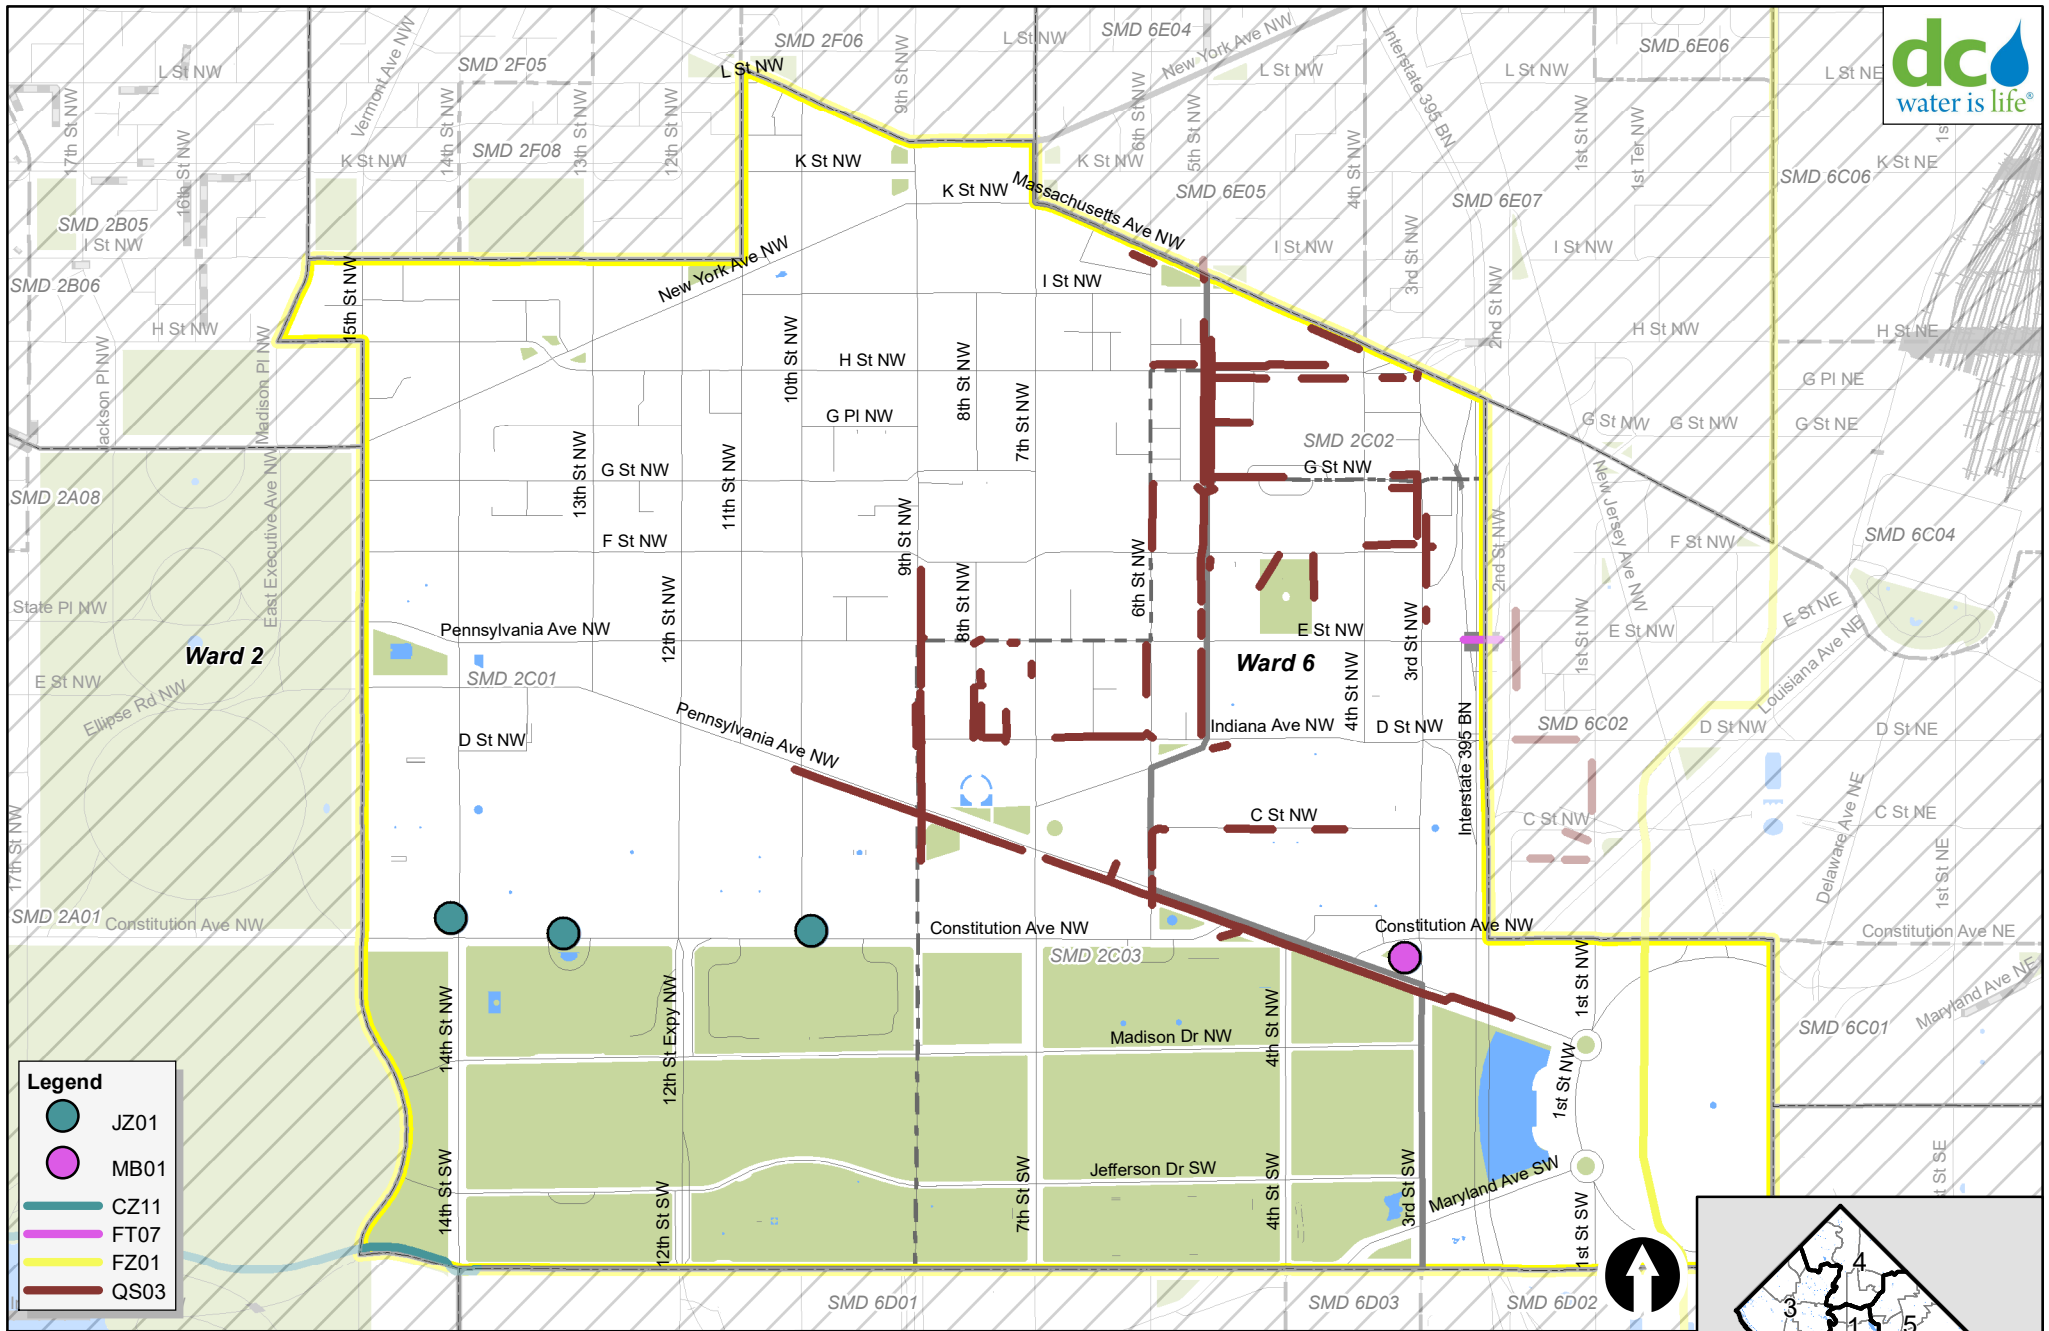 SMD 2F06
SMD 6E04
L St NW
New York Ave NW
Interstate 395 BN
SMD 6E06
dc
water is life®
Vermont Ave NW
9th St NW
L St NW
SMD 2F05
L St NW
L St NW
L St NW
L St NE
17th St NW
16th St NW
14th St NW
13th St NW
12th St NW
6th St NW
5th St NW
4th St NW
1st St NW
1st Ter NW
K St NW
SMD 2F08
K St NW
K St NW
K St NW
K St NE
SMD 6C06
K St NW
Massachusetts Ave NW
SMD 6E05
SMD 6E07
SMD 2B05
I St NW
New York Ave NW
I St NW
I St NW
3rd St NW
2nd St NW
SMD 2B06
15th St NW
I St NW
H St NW
H St NW
H St NE
Jackson Pl NW
Madison Pl NW
10th St NW
H St NW
8th St NW
7th St NW
G Pl NE
G Pl NW
G St NW
G St NW
G St NE
SMD 2C02
G St NW
13th St NW
G St NW
11th St NW
SMD 2A08
East Executive Ave NW
New Jersey Ave NW
9th St NW
F St NW
F St NW
SMD 6C04
2nd St NW
State Pl NW
12th St NW
8th St NW
6th St NW
Pennsylvania Ave NW
E St NW
3rd St NW
1st St NW
E St NW
E St NE
Louisiana Ave NE
Ward 2
Ward 6
E St NW
SMD 2C01
Ellipse Rd NW
4th St NW
Pennsylvania Ave NW
D St NW
Indiana Ave NW
D St NW
SMD 6C02
D St NW
D St NE
Interstate 395 BN
17th St NW
C St NW
C St NW
C St NE
Delaware Ave NE
1st St NE
SMD 2A01
Constitution Ave NW
Constitution Ave NW
Constitution Ave NW
Constitution Ave NE
SMD 2C03
1st St NW
Maryland Ave NE
14th St NW
12th St Expy NW
4th St NW
Madison Dr NW
SMD 6C01
1st St NW
Legend
JZ01
MB01
CZ11
FT07
FZ01
QS03
14th St SW
12th St SW
7th St SW
Jefferson Dr SW
4th St SW
3rd St SW
Maryland Ave SW
1st St SW
SMD 6D01
SMD 6D03
SMD 6D02
4
3
1
5